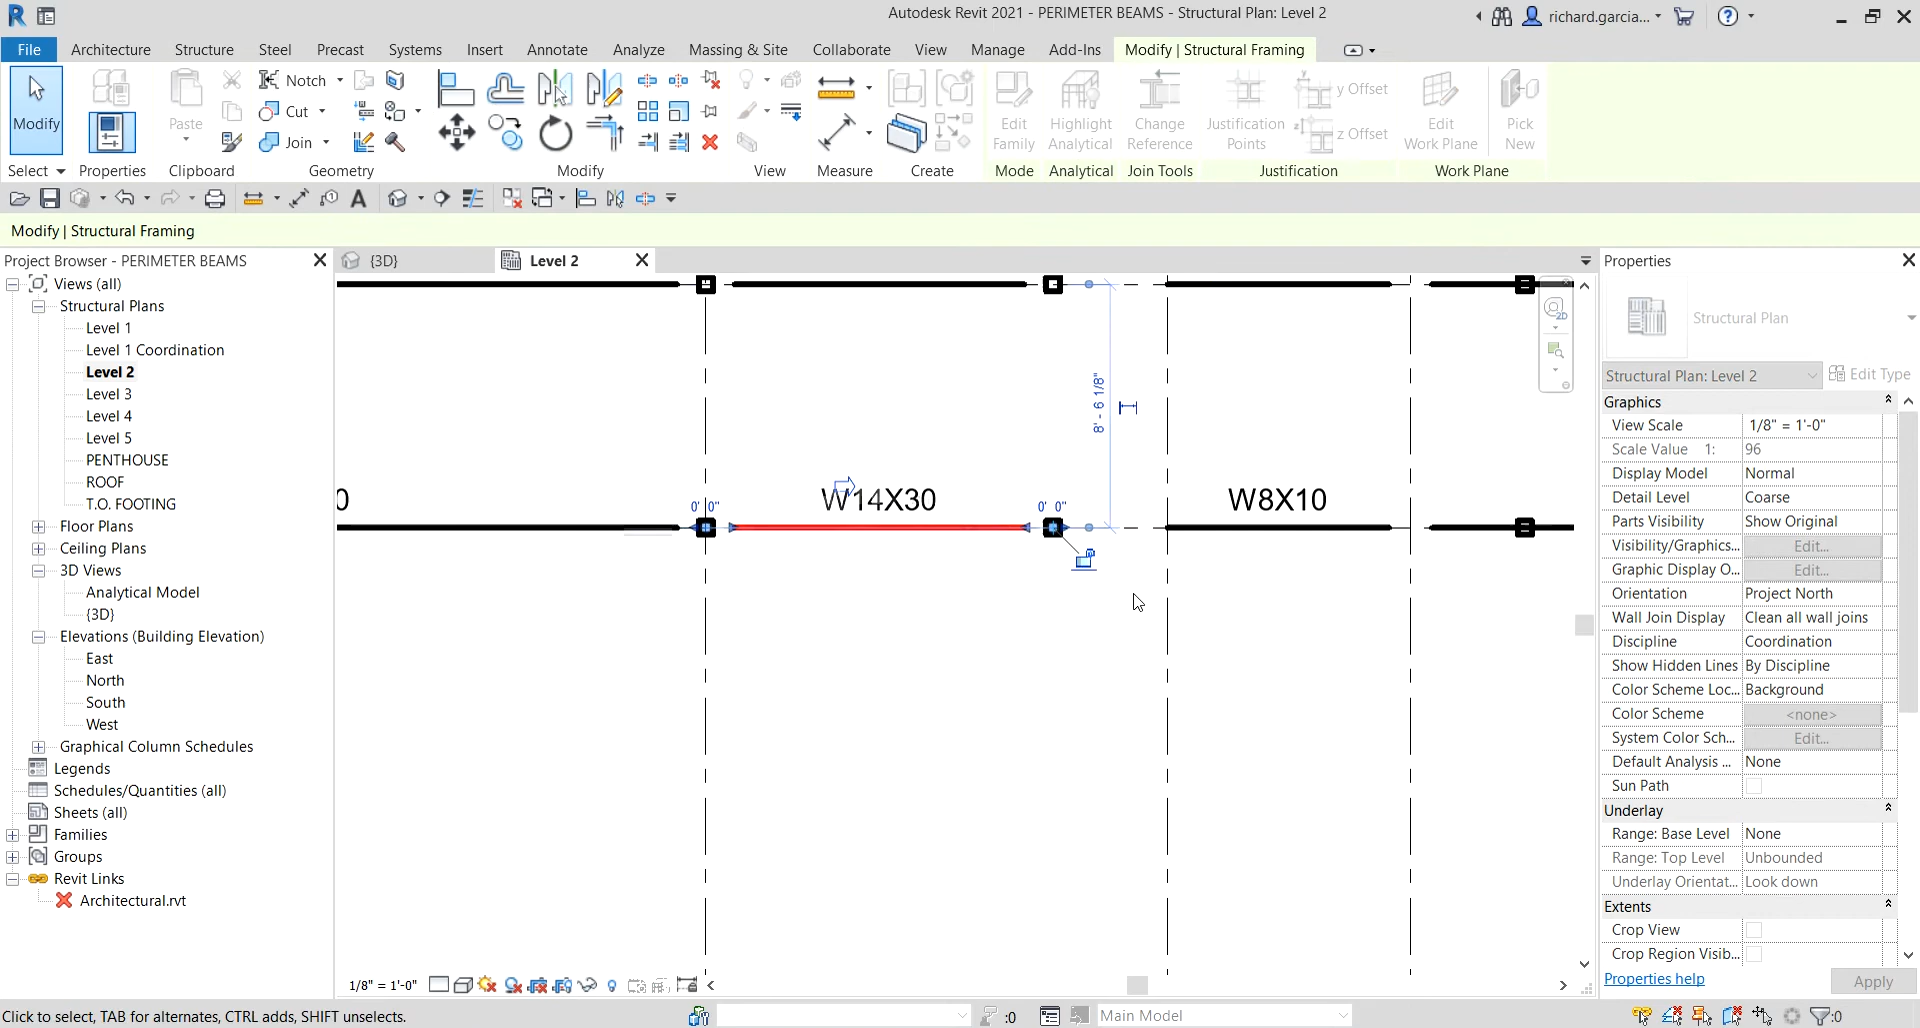 Autodesk Revit 2021 - PERIMETER BEAMS - Structural Plan: Level 2
richard.garcia...
File Architecture Structure Steel Precast Systems Insert Annotate Analyze Massing & Site Collaborate View Manage Add-Ins Modify | Structural Framing
Modify
Paste
Notch
Cut
Join
Edit Family
Highlight Analytical
Change Reference
Justification Points
y Offset
z Offset
Edit Work Plane
Pick New
Select Properties Clipboard Geometry Modify View Measure Create Mode Analytical Join Tools Justification Work Plane
Modify | Structural Framing
Project Browser - PERIMETER BEAMS
Views (all)
Structural Plans
Level 1
Level 1 Coordination
Level 2
Level 3
Level 4
Level 5
PENTHOUSE
ROOF
T.O. FOOTING
Floor Plans
Ceiling Plans
3D Views
Analytical Model
{3D}
Elevations (Building Elevation)
East
North
South
West
Graphical Column Schedules
Legends
Schedules/Quantities (all)
Sheets (all)
Families
Groups
Revit Links
Architectural.rvt
{3D}
Level 2
2D
8' - 6 1/8"
0
W14X30
W8X10
0' 0"
0' 0"
1/8" = 1'-0"
Properties
Structural Plan
Structural Plan: Level 2 Edit Type
Graphics
View Scale 1/8" = 1'-0"
Scale Value 1: 96
Display Model Normal
Detail Level Coarse
Parts Visibility Show Original
Visibility/Graphics... Edit...
Graphic Display O... Edit...
Orientation Project North
Wall Join Display Clean all wall joins
Discipline Coordination
Show Hidden Lines By Discipline
Color Scheme Loc... Background
Color Scheme <none>
System Color Sch... Edit...
Default Analysis ... None
Sun Path
Underlay
Range: Base Level None
Range: Top Level Unbounded
Underlay Orientat... Look down
Extents
Crop View
Crop Region Visib...
Properties help Apply
Click to select, TAB for alternates, CTRL adds, SHIFT unselects.
:0
Main Model
:0